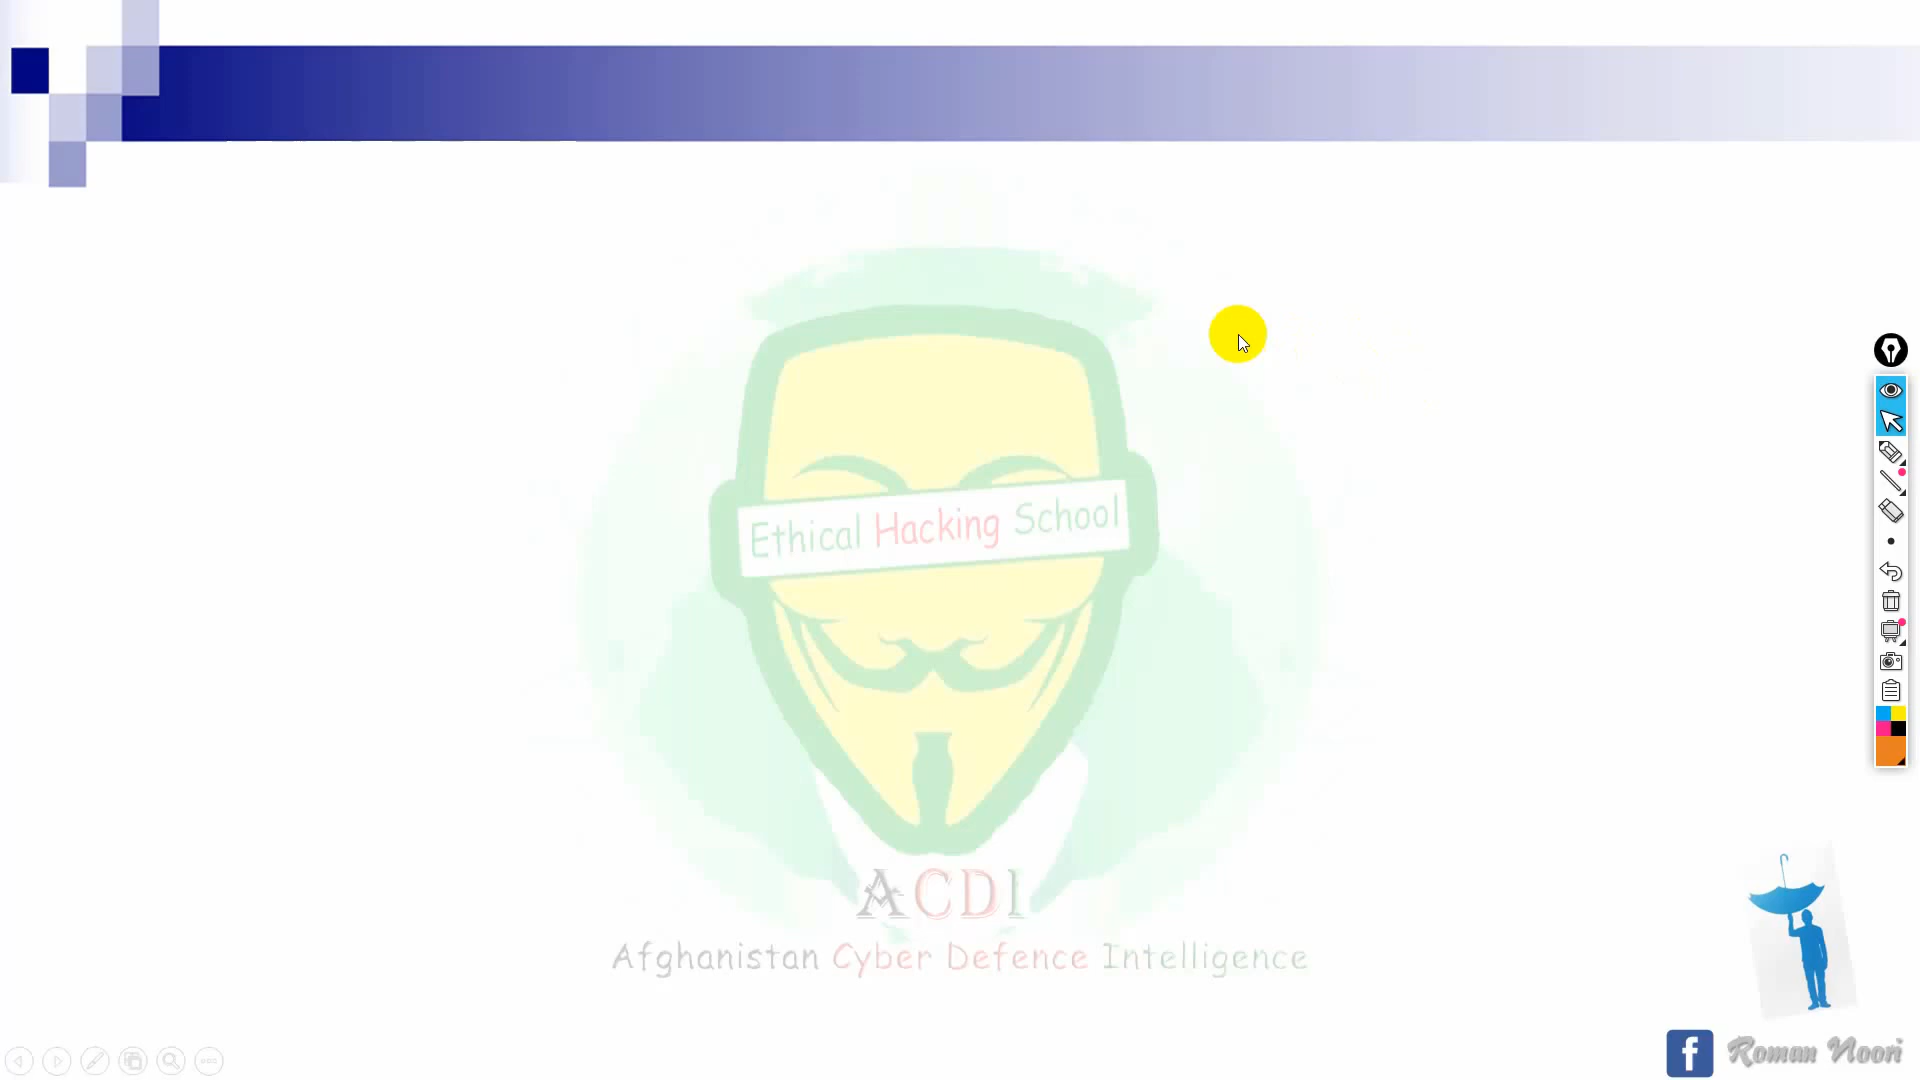 Ethical Hacking School
ACDI
Afghanistan Cyber Defence Intelligence
f Roman Noori